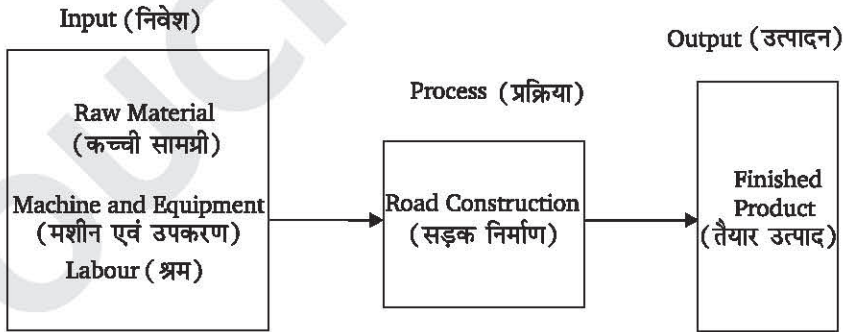 Input (निवेश)
Raw Material
(कच्ची सामग्री)
Machine and Equipment
(मशीन एवं उपकरण)
Labour (श्रम)
Process (प्रक्रिया)
Road Construction
(सड़क निर्माण)
Output (उत्पादन)
Finished
Product
(तैयार उत्पाद)